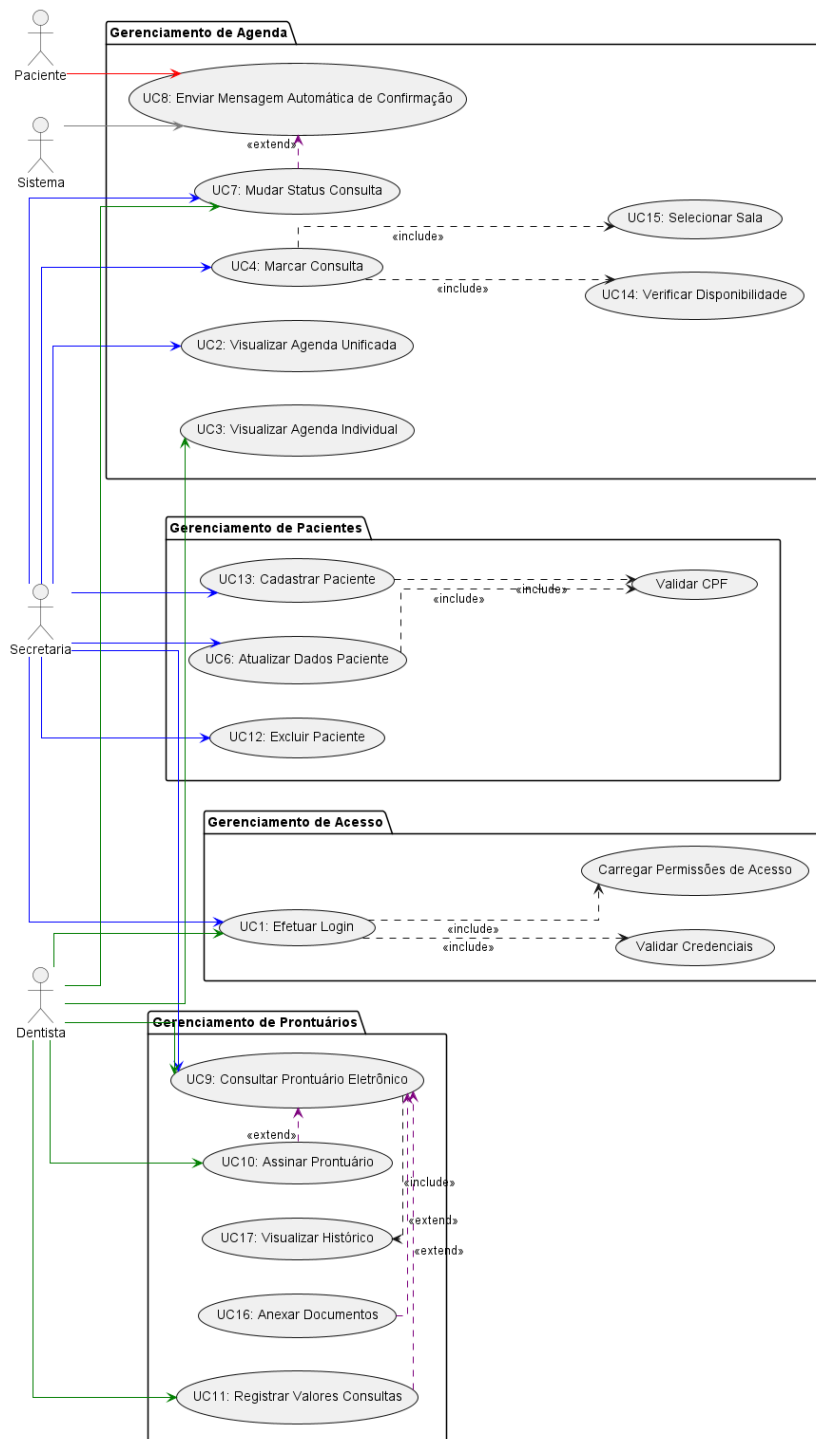 Paciente
Gerenciamento de Agenda
UC8: Enviar Mensagem Automática de Confirmação
Sistema
«extend»
UC7: Mudar Status Consulta
UC15: Selecionar Sala
«include»
UC4: Marcar Consulta
«include»
UC14: Verificar Disponibilidade
UC2: Visualizar Agenda Unificada
UC3: Visualizar Agenda Individual
Gerenciamento de Pacientes
UC13: Cadastrar Paciente
Validar CPF
«include»
«include»
Secretaria
UC6: Atualizar Dados Paciente
UC12: Excluir Paciente
Gerenciamento de Acesso
Carregar Permissões de Acesso
UC1: Efetuar Login
«include»
«include»
Validar Credenciais
Dentista
Gerenciamento de Prontuários
UC9: Consultar Prontuário Eletrônico
«extend»
UC10: Assinar Prontuário
«include»
«extend»
«extend»
UC17: Visualizar Histórico
UC16: Anexar Documentos
UC11: Registrar Valores Consultas